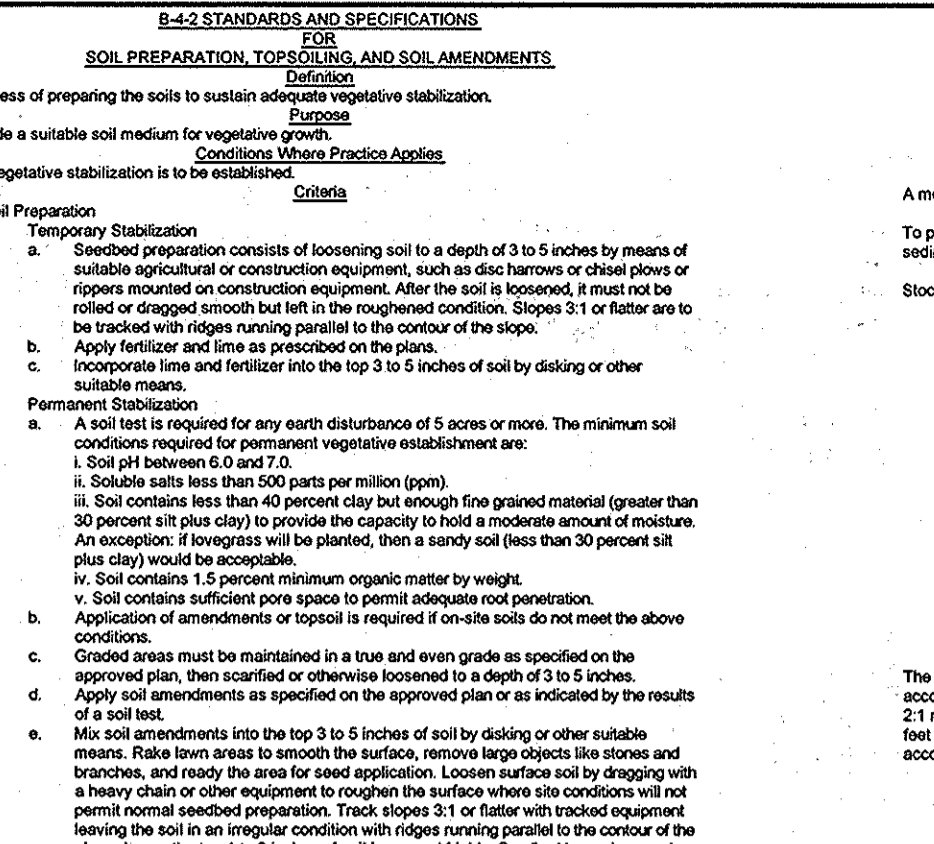 B-4-2 STANDARDS AND SPECIFICATIONS
FOR
SOIL PREPARATION, TOPSOILING, AND SOIL AMENDMENTS
Definition
ess of preparing the soils to sustain adequate vegetative stabilization.
Purpose
de a suitable soil medium for vegetative growth.
Conditions Where Practice Applies
egetative stabilization is to be established.
Criteria
il Preparation
Temporary Stabilization
a. Seedbed preparation consists of loosening soil to a depth of 3 to 5 inches by means of
suitable agricultural or construction equipment, such as disc harrows or chisel plows or
rippers mounted on construction equipment. After the soil is loosened, it must not be
rolled or dragged smooth but left in the roughened condition. Slopes 3:1 or flatter are to
be tracked with ridges running parallel to the contour of the slope.
b. Apply fertilizer and lime as prescribed on the plans.
c. Incorporate lime and fertilizer into the top 3 to 5 inches of soil by disking or other
suitable means.
Permanent Stabilization
a. A soil test is required for any earth disturbance of 5 acres or more. The minimum soil
conditions required for permanent vegetative establishment are:
i. Soil pH between 6.0 and 7.0.
ii. Soluble salts less than 500 parts per million (ppm).
iii. Soil contains less than 40 percent clay but enough fine grained material (greater than
30 percent silt plus clay) to provide the capacity to hold a moderate amount of moisture.
An exception: if lovegrass will be planted, then a sandy soil (less than 30 percent silt
plus clay) would be acceptable.
iv. Soil contains 1.5 percent minimum organic matter by weight.
v. Soil contains sufficient pore space to permit adequate root penetration.
b. Application of amendments or topsoil is required if on-site soils do not meet the above
conditions.
c. Graded areas must be maintained in a true and even grade as specified on the
approved plan, then scarified or otherwise loosened to a depth of 3 to 5 inches.
d. Apply soil amendments as specified on the approved plan or as indicated by the results
of a soil test.
e. Mix soil amendments into the top 3 to 5 inches of soil by disking or other suitable
means. Rake lawn areas to smooth the surface, remove large objects like stones and
branches, and ready the area for seed application. Loosen surface soil by dragging with
a heavy chain or other equipment to roughen the surface where site conditions will not
permit normal seedbed preparation. Track slopes 3:1 or flatter with tracked equipment
leaving the soil in an irregular condition with ridges running parallel to the contour of the
A me
To p
sedi
Stoc
The
acco
2:1 r
feet
acco